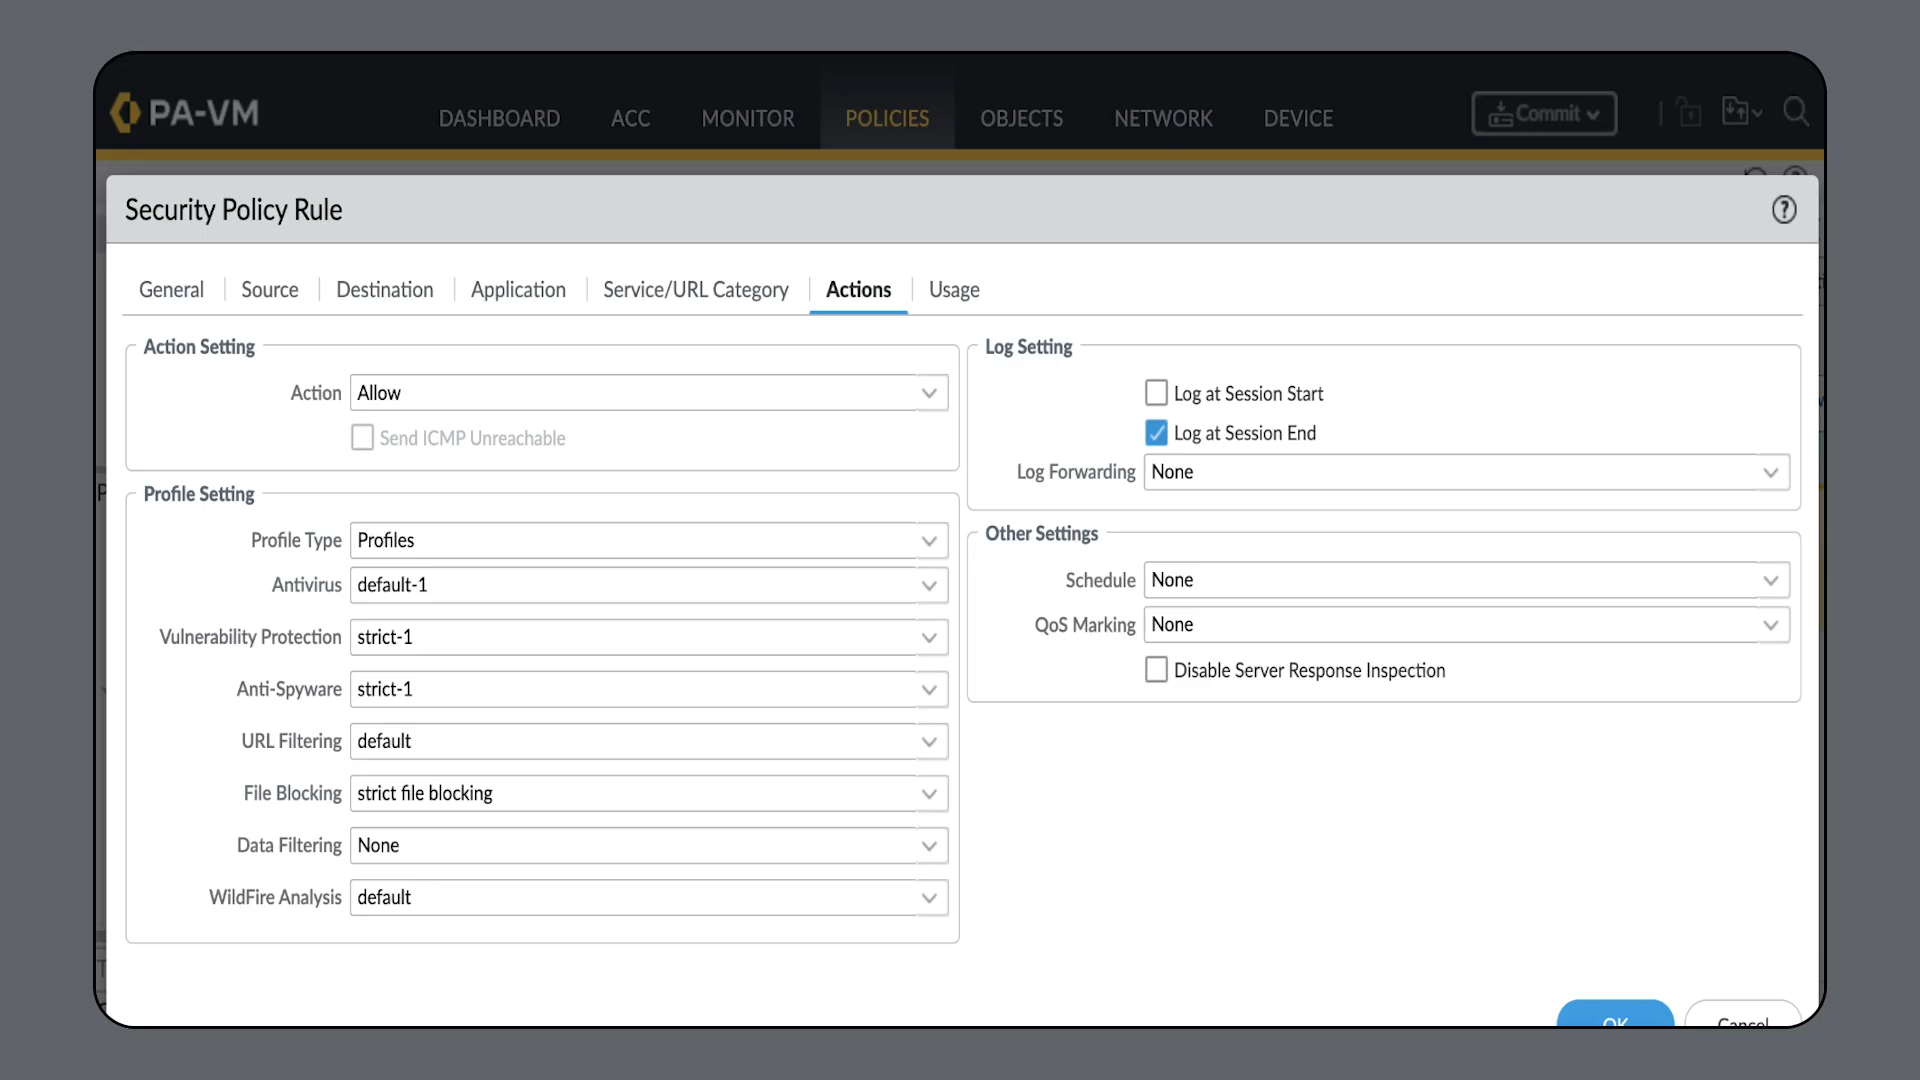 PA-VM
DASHBOARD
ACC
MONITOR
POLICIES
OBJECTS
NETWORK
DEVICE
Commit
Security Policy Rule
General
Source
Destination
Application
Service/URL Category
Actions
Usage
Action Setting
Action
Allow
Send ICMP Unreachable
Profile Setting
Profile Type
Profiles
Antivirus
default-1
Vulnerability Protection
strict-1
Anti-Spyware
strict-1
URL Filtering
default
File Blocking
strict file blocking
Data Filtering
None
WildFire Analysis
default
Log Setting
Log at Session Start
Log at Session End
Log Forwarding
None
Other Settings
Schedule
None
QoS Marking
None
Disable Server Response Inspection
OK
Cancel